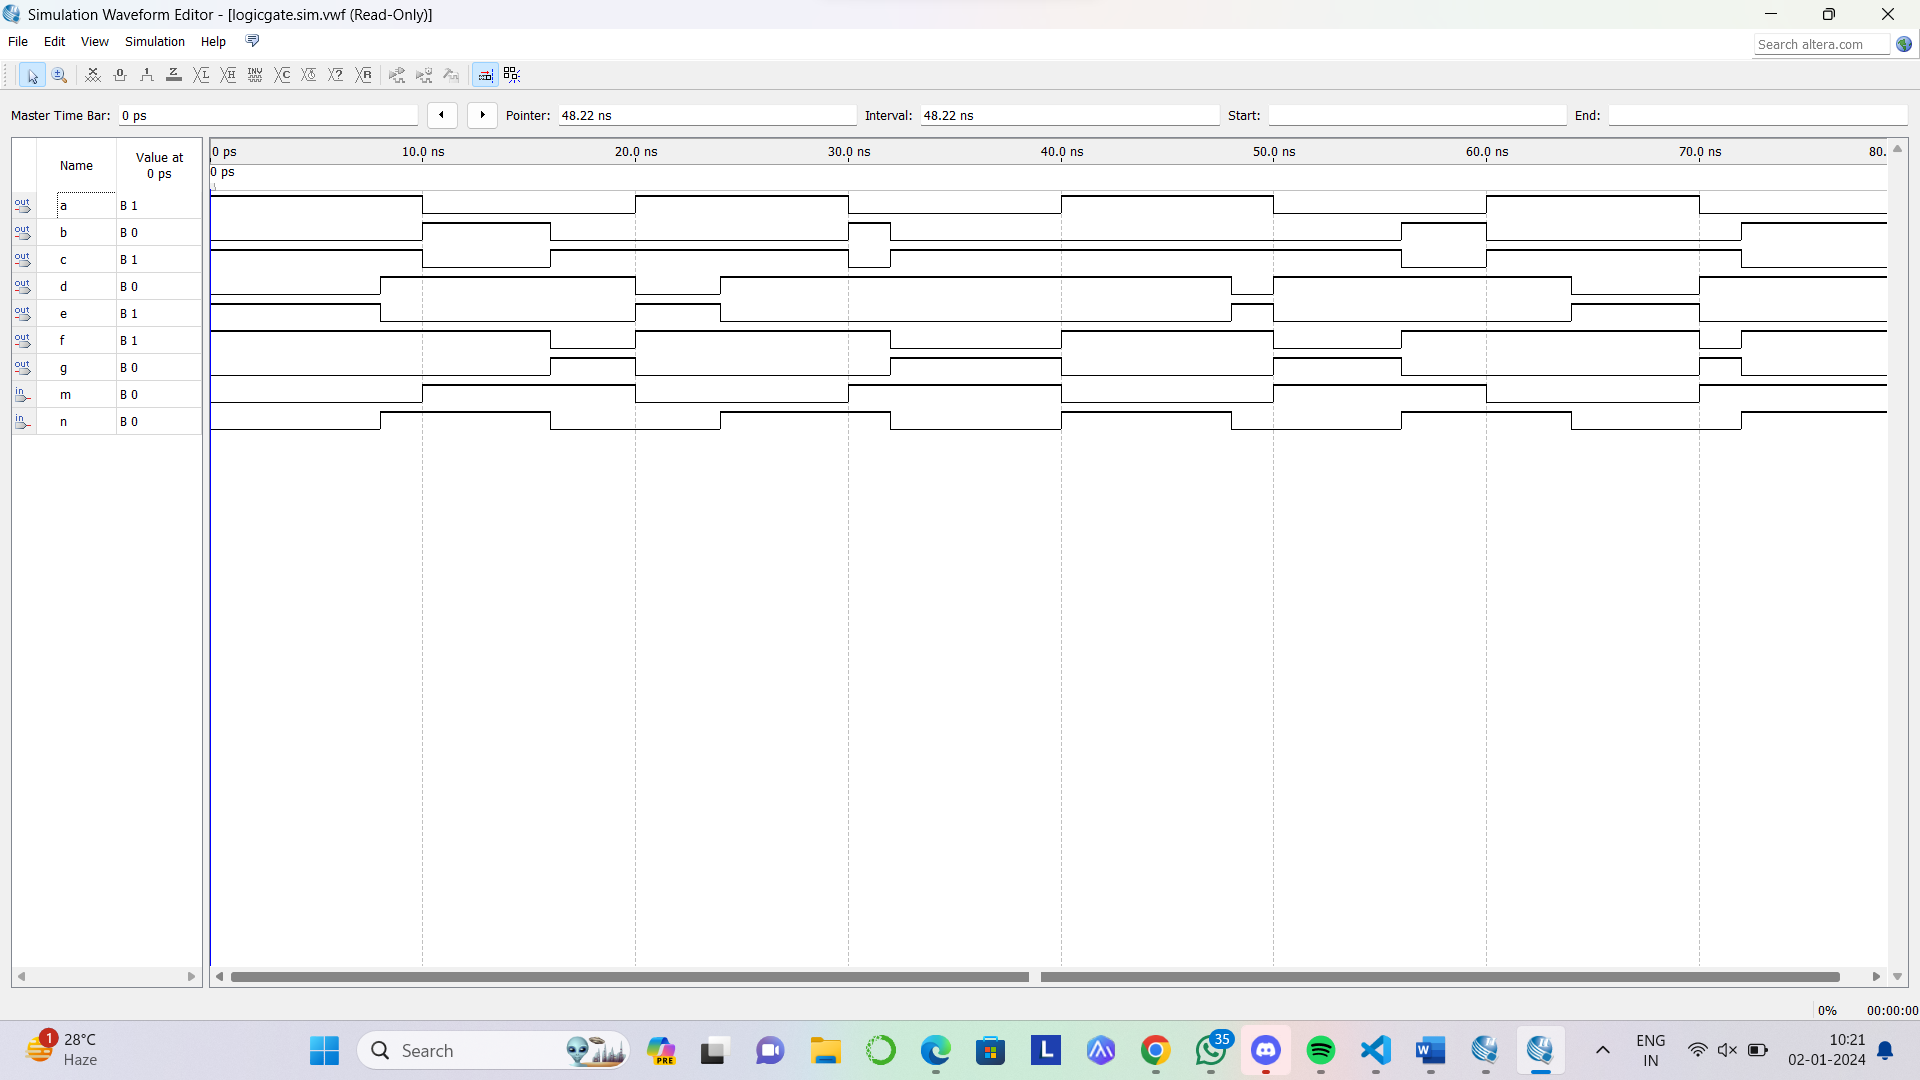 Simulation Waveform Editor - [logicgate.sim.vwf (Read-Only)]
File Edit View Simulation Help
Search altera.com
Master Time Bar: 0 ps Pointer: 48.22 ns Interval: 48.22 ns Start: End:
Name Value at 0 ps
0 ps 10.0 ns 20.0 ns 30.0 ns 40.0 ns 50.0 ns 60.0 ns 70.0 ns 80.
0 ps
out a B 1
out b B 0
out c B 1
out d B 0
out e B 1
out f B 1
out g B 0
in m B 0
in n B 0
0% 00:00:00
1 28°C Haze
Search
PRE
L
35
ENG IN
10:21
02-01-2024